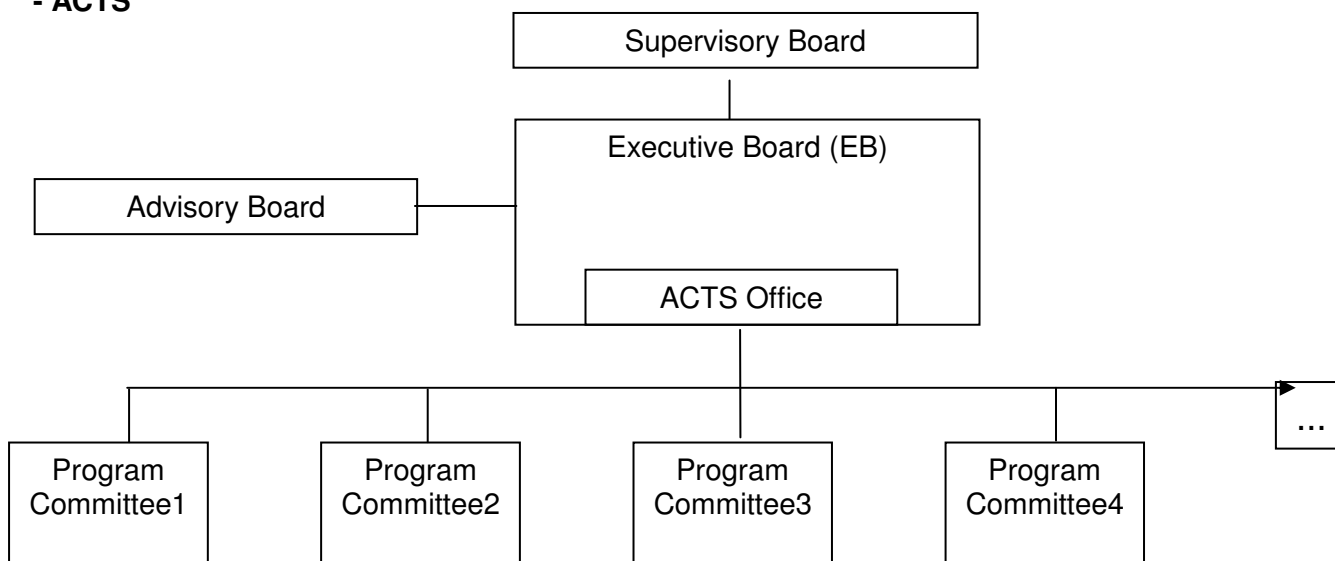 - ACTS
Supervisory Board
Executive Board (EB)
Advisory Board
ACTS Office
...
Program
Committee1
Program
Committee2
Program
Committee3
Program
Committee4